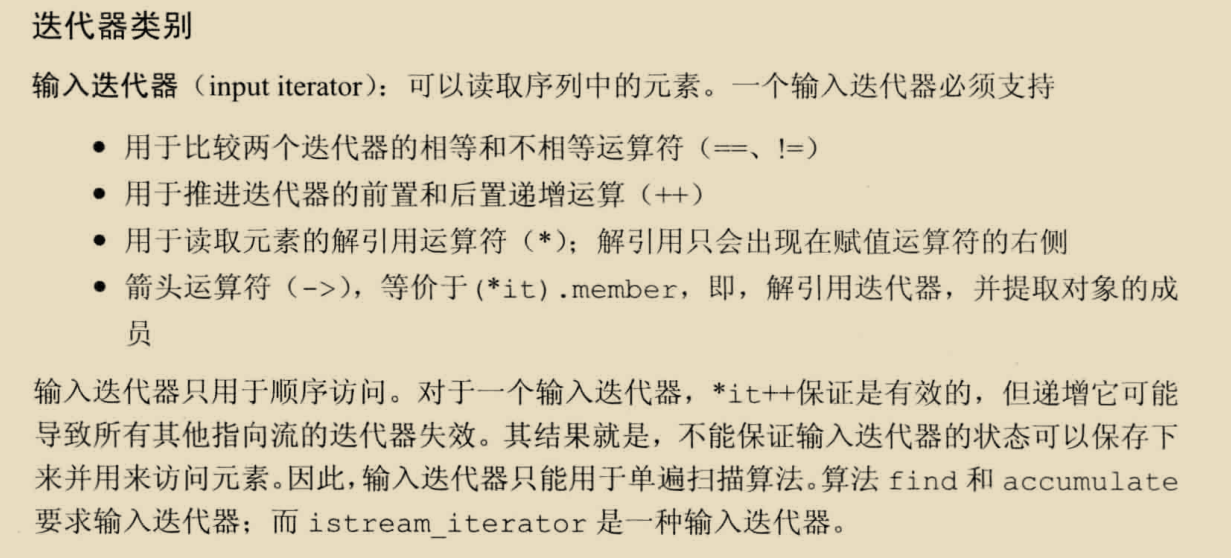 迭代器类别
输入迭代器（input iterator）：可以读取序列中的元素。一个输入迭代器必须支持
● 用于比较两个迭代器的相等和不相等运算符（==、!=）
● 用于推进迭代器的前置和后置递增运算（++）
● 用于读取元素的解引用运算符（*）；解引用只会出现在赋值运算符的右侧
● 箭头运算符（->），等价于(*it).member，即，解引用迭代器，并提取对象的成
员
输入迭代器只用于顺序访问。对于一个输入迭代器，*it++保证是有效的，但递增它可能
导致所有其他指向流的迭代器失效。其结果就是，不能保证输入迭代器的状态可以保存下
来并用来访问元素。因此，输入迭代器只能用于单遍扫描算法。算法 find 和 accumulate
要求输入迭代器；而 istream_iterator 是一种输入迭代器。